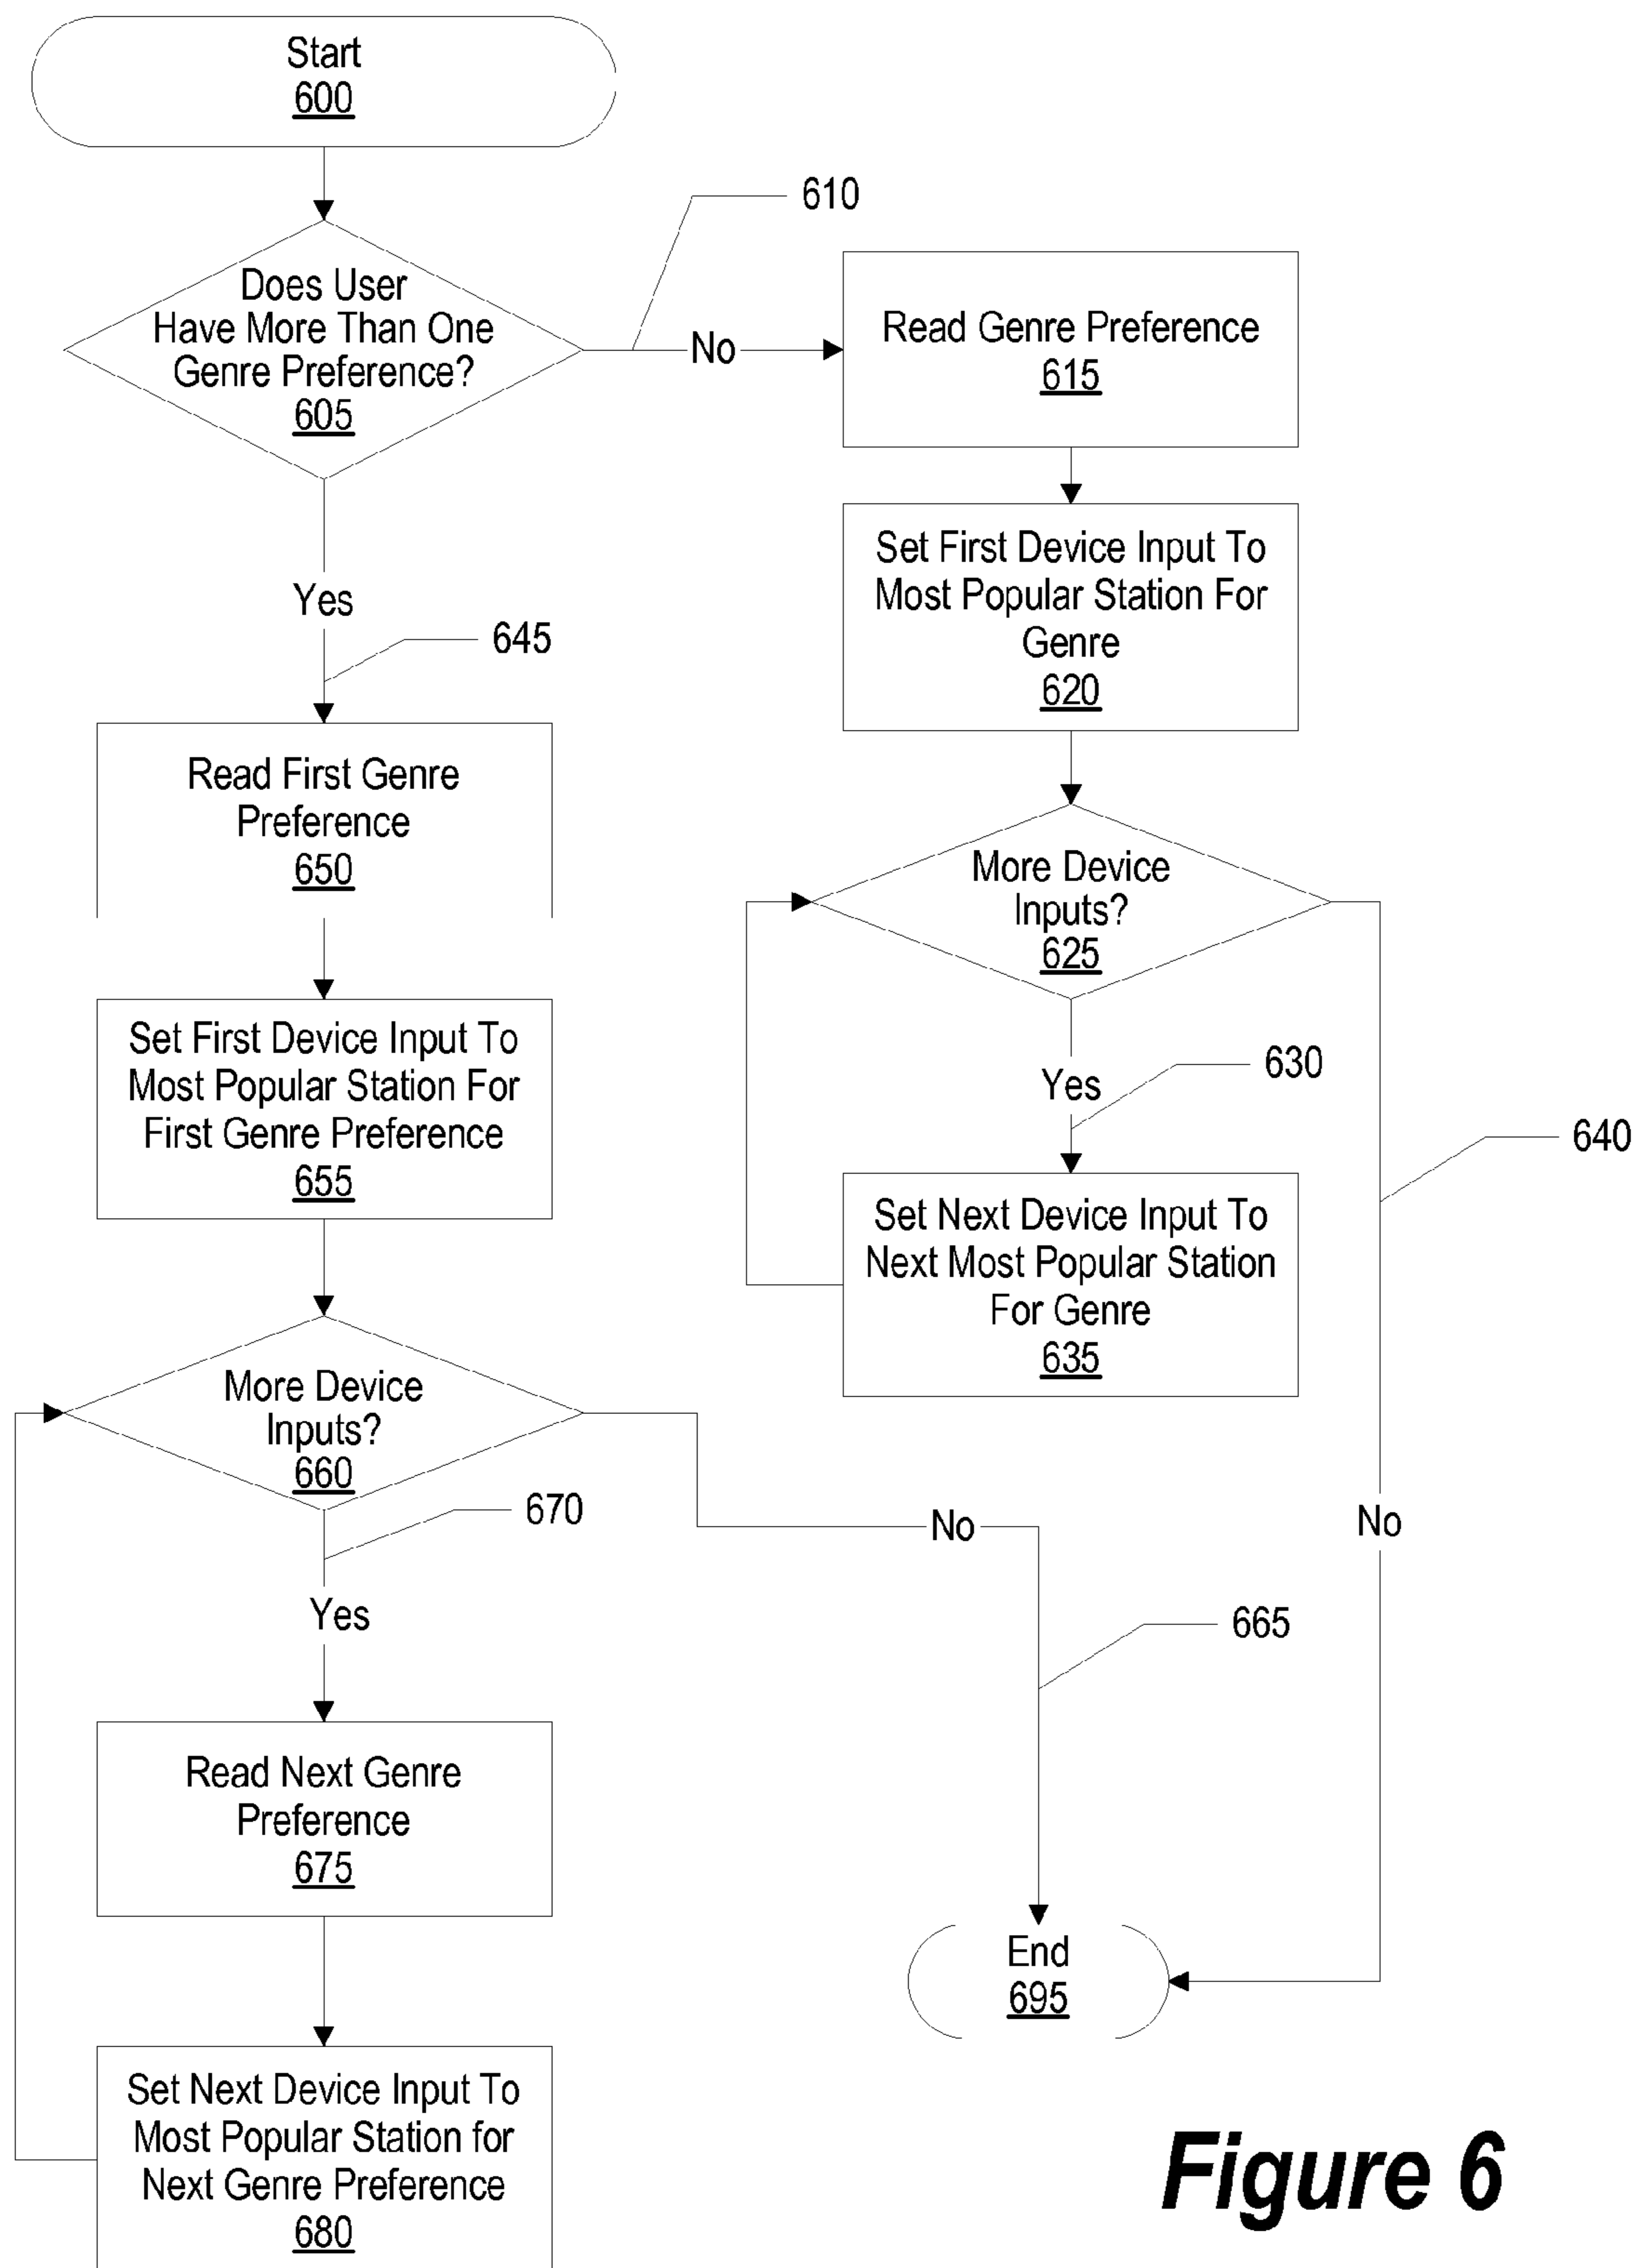 Start
600
610
Does User
Have More Than One
Genre Preference?
605
No
Read Genre Preference
615
Set First Device Input To
Most Popular Station For
Genre
620
Yes
645
Read First Genre
Preference
650
More Device
Inputs?
625
Set First Device Input To
Most Popular Station For
First Genre Preference
655
Yes
630
640
Set Next Device Input To
Next Most Popular Station
For Genre
635
More Device
Inputs?
660
670
No
No
Yes
665
Read Next Genre
Preference
675
End
695
Set Next Device Input To
Most Popular Station for
Next Genre Preference
680
Figure 6